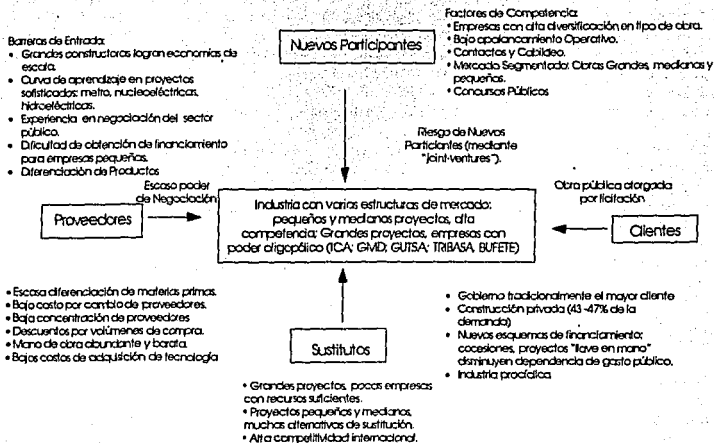 Barreras de Entrada:
• Grandes constructoras logran economías de
escala.
• Curva de aprendizaje en proyectos
sofisticados: metro, nucleoeléctricas,
hidroeléctricas.
• Experiencia en negociación del sector
público.
• Dificultad de obtención de financiamiento
para empresas pequeñas.
• Diferenciación de Productos
Nuevos Participantes
Factores de Competencia:
• Empresas con alta diversificación en tipo de obra.
• Bajo apalancamiento Operativo.
• Contactos y Cabildeo.
• Mercado Segmentado: Obras Grandes, medianas y
pequeñas.
• Concursos Públicos
Riesgo de Nuevos
Participantes (mediante
"joint-ventures").
Escaso poder
de Negociación
Proveedores
Industria con varias estructuras de mercado:
pequeños y medianos proyectos, alta
competencia; Grandes proyectos, empresas con
poder oligopólico (ICA; GMD; GUTSA; TRIBASA, BUFETE)
Obra pública otorgada
por licitación
Clientes
• Escasa diferenciación de materias primas.
• Bajo costo por cambio de proveedores.
• Baja concentración de proveedores
• Descuentos por volúmenes de compra.
• Mano de obra abundante y barata.
• Bajos costos de adquisición de tecnología
Sustitutos
• Grandes proyectos, pocas empresas
con recursos suficientes.
• Proyectos pequeños y medianos,
muchas alternativas de sustitución.
• Alta competitividad internacional.
• Gobierno tradicionalmente el mayor cliente
• Construcción privada (43-47% de la
demanda)
• Nuevos esquemas de financiamiento:
cocesiones, proyectos "llave en mano"
disminuyen dependencia de gasto público.
• Industria procíclica